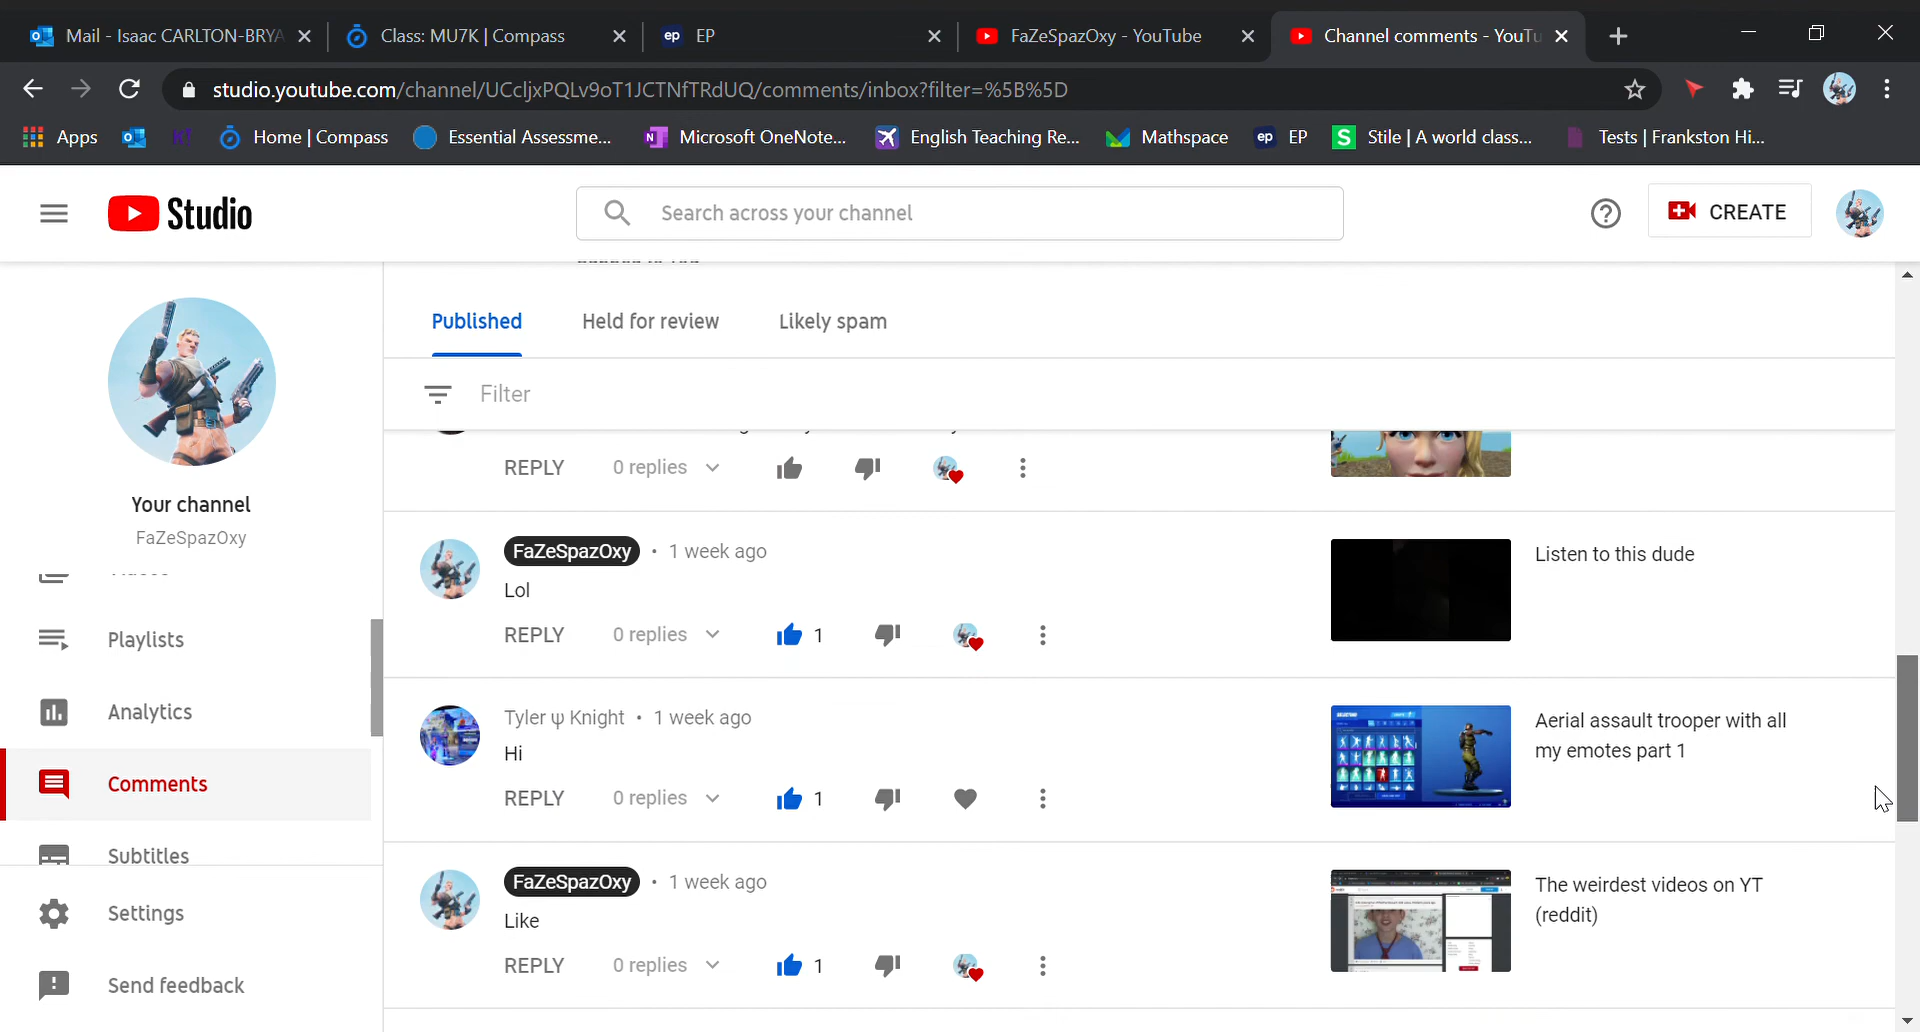 Mail - Isaac CARLTON-BRYA
Class: MU7K | Compass
ep EP
FaZeSpazOxy - YouTube
Channel comments - YouTu
studio.youtube.com/channel/UCcljxPQLv9oT1JCTNfTRdUQ/comments/inbox?filter=%5B%5D
Apps
k!
Home | Compass
Essential Assessme...
Microsoft OneNote...
English Teaching Re...
Mathspace
ep EP
S Stile | A world class...
Tests | Frankston Hi...
Studio
Search across your channel
CREATE
Your channel
FaZeSpazOxy
Playlists
Analytics
Comments
Subtitles
Settings
Send feedback
Published
Held for review
Likely spam
Filter
REPLY 0 replies
FaZeSpazOxy • 1 week ago
Lol
REPLY 0 replies 1
Listen to this dude
Tyler ψ Knight • 1 week ago
Hi
REPLY 0 replies 1
Aerial assault trooper with all
my emotes part 1
FaZeSpazOxy • 1 week ago
Like
REPLY 0 replies 1
The weirdest videos on YT
(reddit)